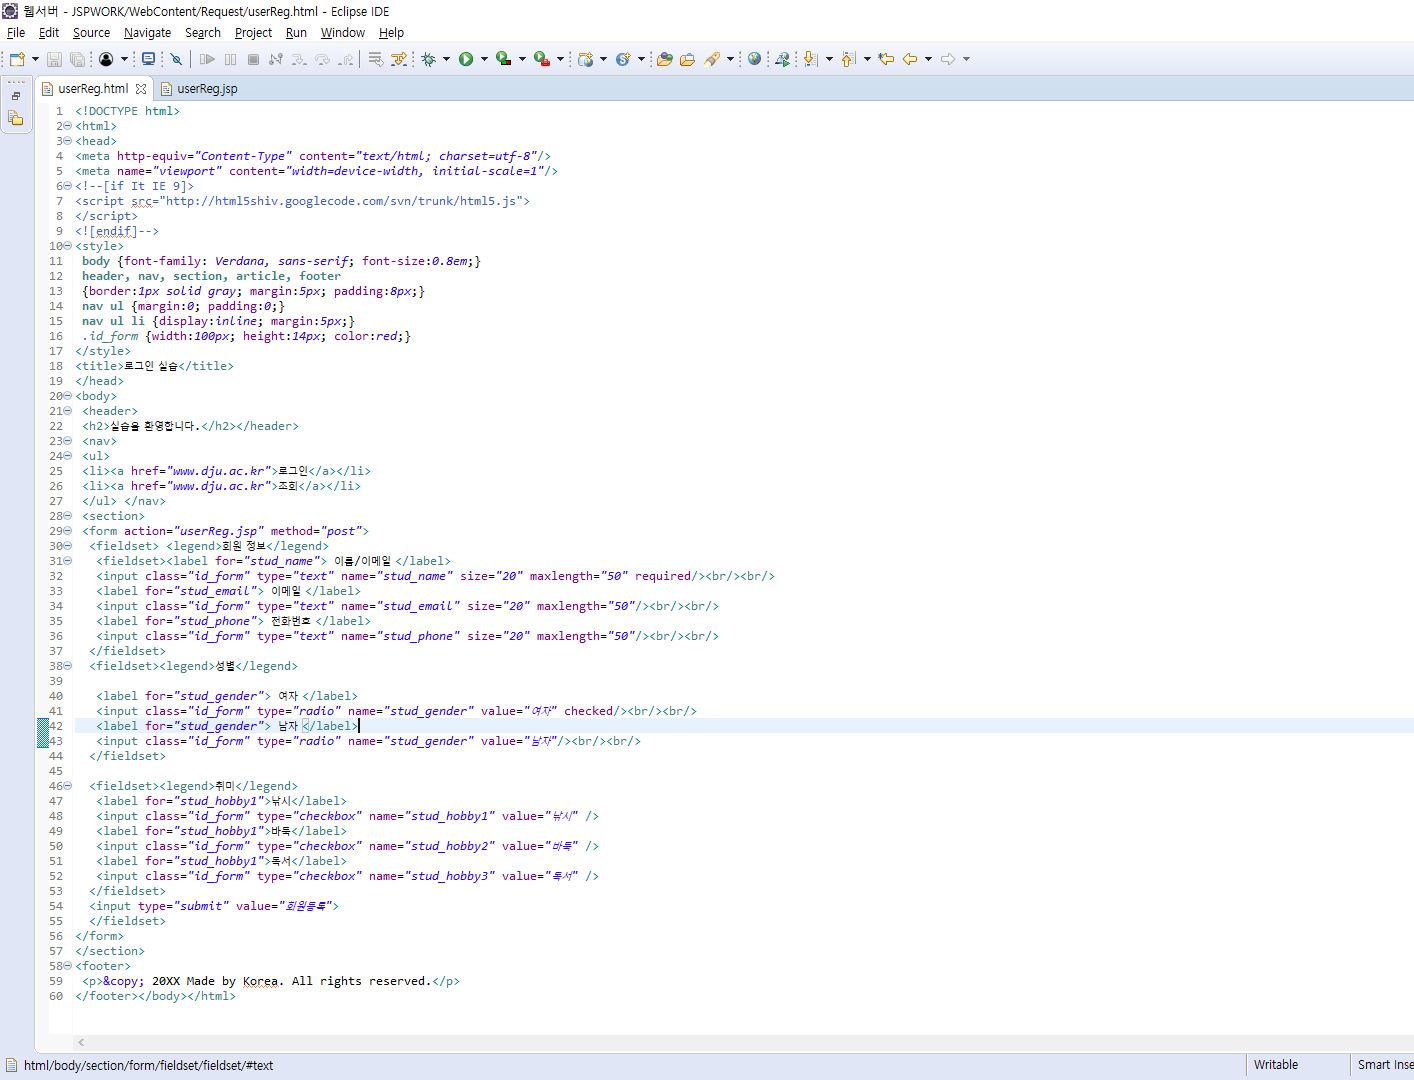 웹서버 - JSPWORK/WebContent/Request/userReg.html - Eclipse IDE
File Edit Source Navigate Search Project Run Window Help
userReg.html userReg.jsp
1 <!DOCTYPE html>
2 <html>
3 <head>
4 <meta http-equiv="Content-Type" content="text/html; charset=utf-8"/>
5 <meta name="viewport" content="width=device-width, initial-scale=1"/>
6 <!--[if It IE 9]>
7 <script src="http://html5shiv.googlecode.com/svn/trunk/html5.js">
8 </script>
9 <![endif]-->
10 <style>
11 body {font-family: Verdana, sans-serif; font-size:0.8em;}
12 header, nav, section, article, footer
13 {border:1px solid gray; margin:5px; padding:8px;}
14 nav ul {margin:0; padding:0;}
15 nav ul li {display:inline; margin:5px;}
16 .id_form {width:100px; height:14px; color:red;}
17 </style>
18 <title>로그인 실습</title>
19 </head>
20 <body>
21 <header>
22 <h2>실습을 환영합니다.</h2></header>
23 <nav>
24 <ul>
25 <li><a href="www.dju.ac.kr">로그인</a></li>
26 <li><a href="www.dju.ac.kr">조회</a></li>
27 </ul> </nav>
28 <section>
29 <form action="userReg.jsp" method="post">
30 <fieldset> <legend>회원 정보</legend>
31 <fieldset><label for="stud_name"> 이름/이메일 </label>
32 <input class="id_form" type="text" name="stud_name" size="20" maxlength="50" required/><br/><br/>
33 <label for="stud_email"> 이메일 </label>
34 <input class="id_form" type="text" name="stud_email" size="20" maxlength="50"/><br/><br/>
35 <label for="stud_phone"> 전화번호 </label>
36 <input class="id_form" type="text" name="stud_phone" size="20" maxlength="50"/><br/><br/>
37 </fieldset>
38 <fieldset><legend>성별</legend>
39
40 <label for="stud_gender"> 여자 </label>
41 <input class="id_form" type="radio" name="stud_gender" value="여자" checked/><br/><br/>
42 <label for="stud_gender"> 남자 </label>
43 <input class="id_form" type="radio" name="stud_gender" value="남자"/><br/><br/>
44 </fieldset>
45
46 <fieldset><legend>취미</legend>
47 <label for="stud_hobby1">낚시</label>
48 <input class="id_form" type="checkbox" name="stud_hobby1" value="낚시" />
49 <label for="stud_hobby1">바둑</label>
50 <input class="id_form" type="checkbox" name="stud_hobby2" value="바둑" />
51 <label for="stud_hobby1">독서</label>
52 <input class="id_form" type="checkbox" name="stud_hobby3" value="독서" />
53 </fieldset>
54 <input type="submit" value="회원등록">
55 </fieldset>
56 </form>
57 </section>
58 <footer>
59 <p>&copy; 20XX Made by Korea. All rights reserved.</p>
60 </footer></body></html>
html/body/section/form/fieldset/fieldset/#text Writable Smart Inse